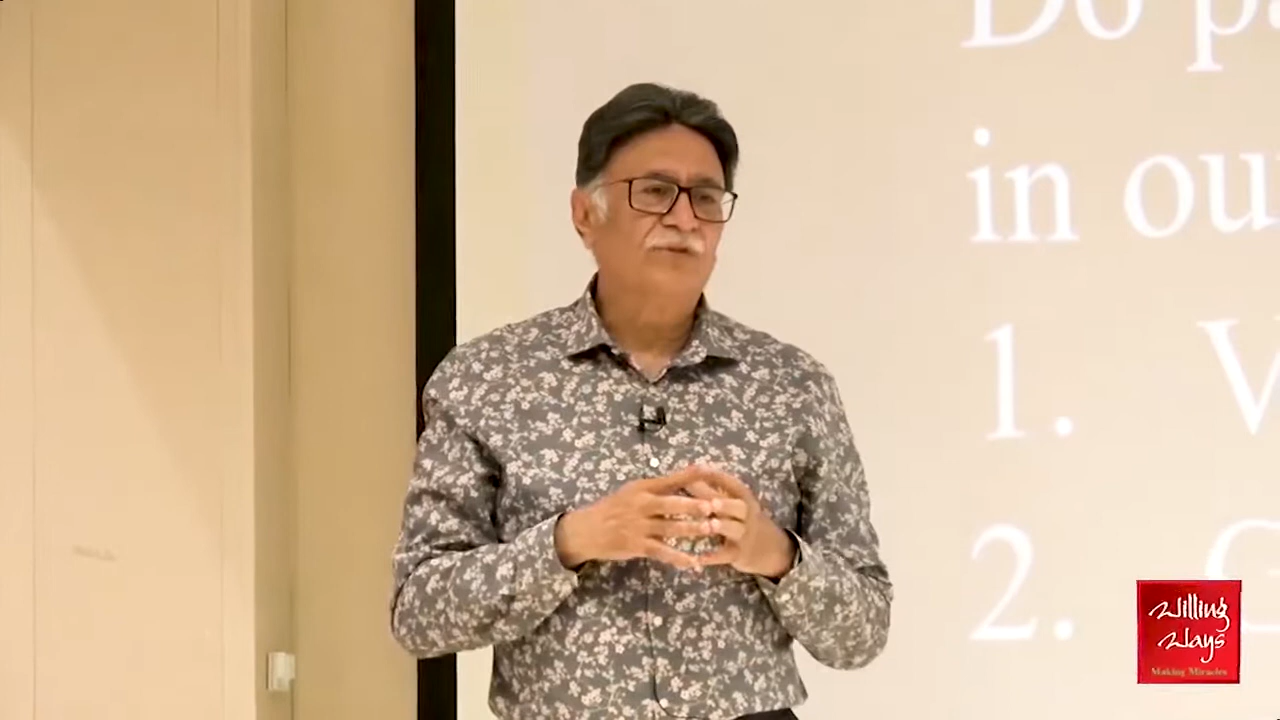 Do pa
in ou
1. V
2. G
Willing
Ways
Making Miracles